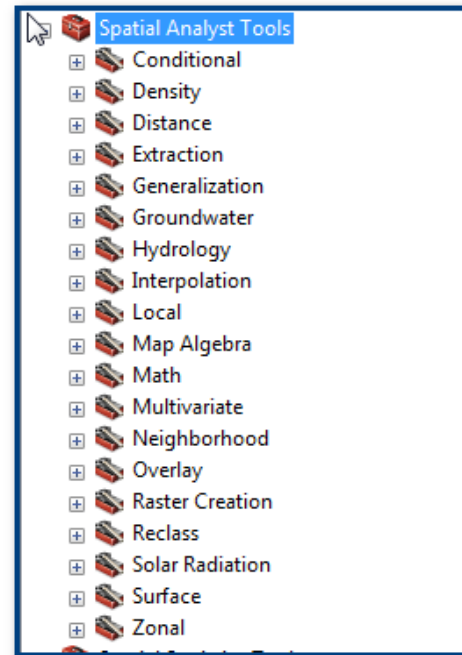 Spatial Analyst Tools
Conditional
Density
Distance
Extraction
Generalization
Groundwater
Hydrology
Interpolation
Local
Map Algebra
Math
Multivariate
Neighborhood
Overlay
Raster Creation
Reclass
Solar Radiation
Surface
Zonal